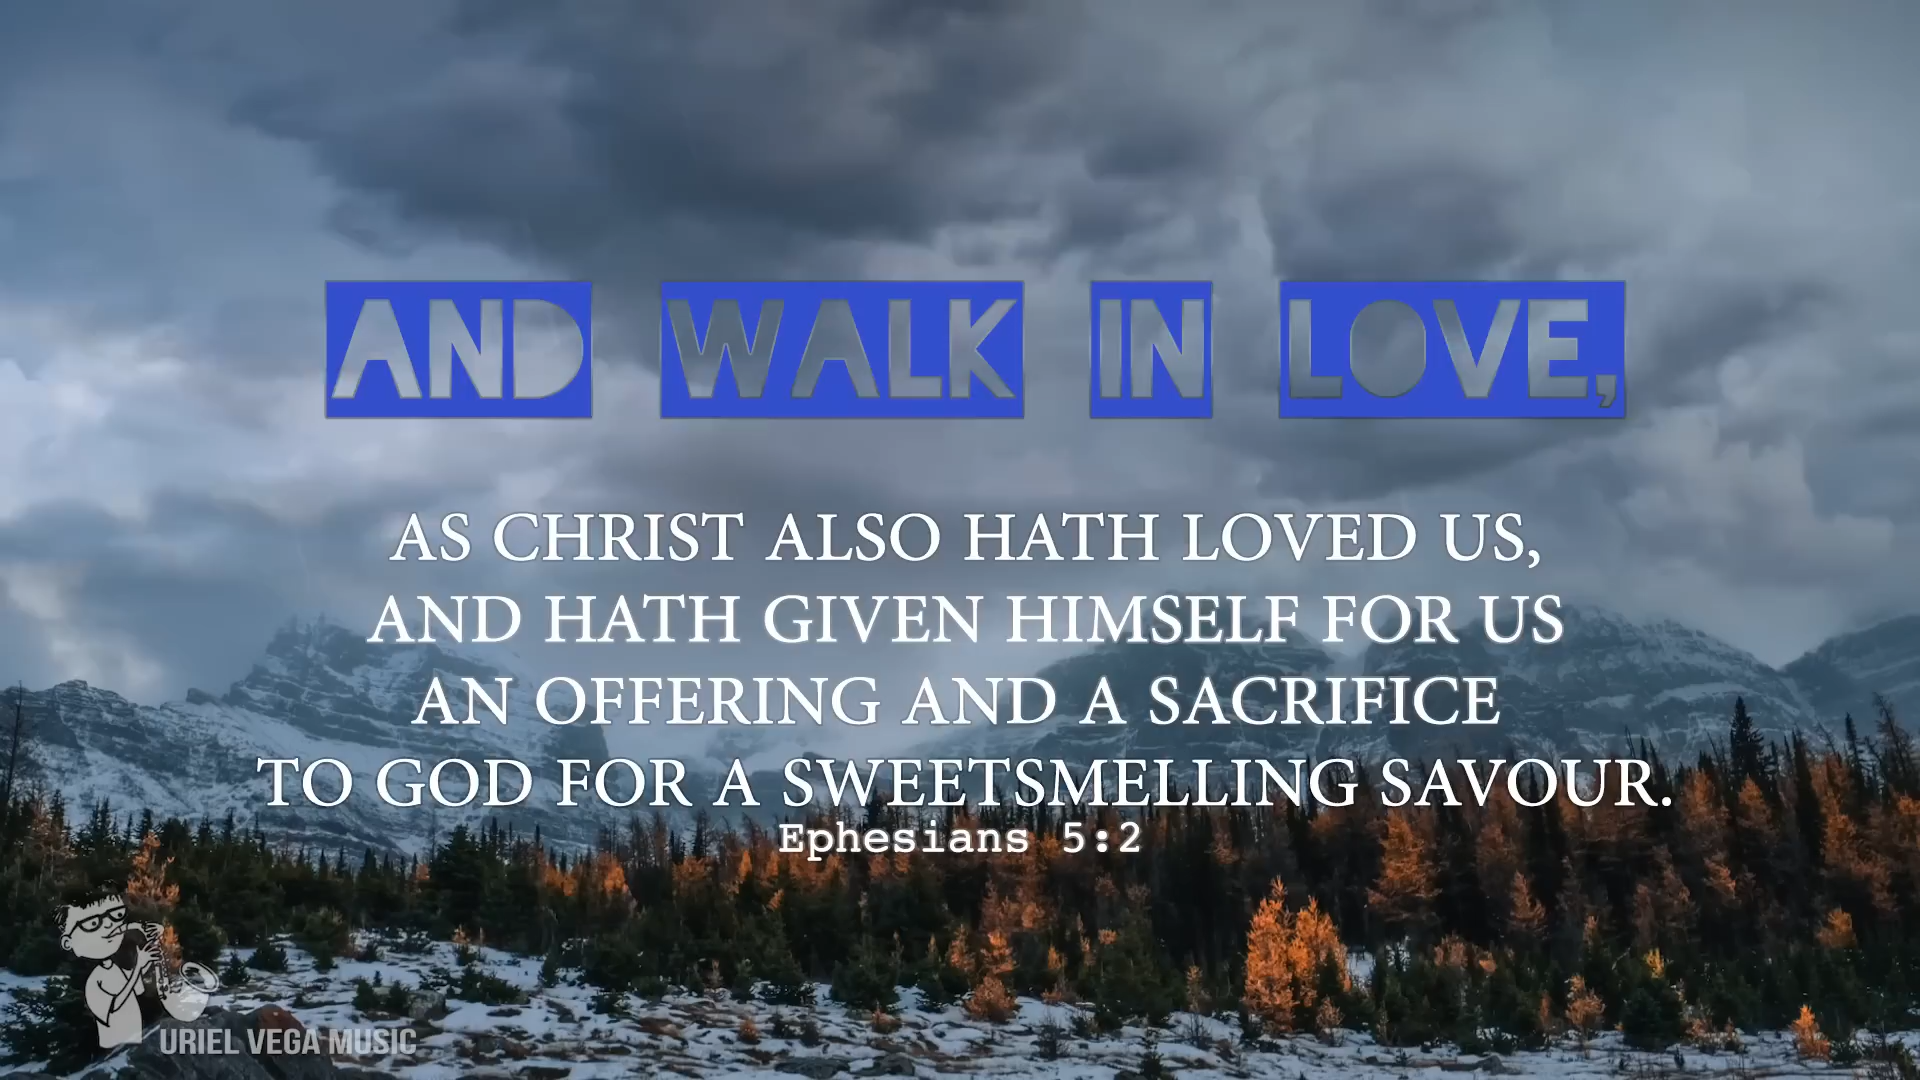 AND WALK IN LOVE,
AS CHRIST ALSO HATH LOVED US,
AND HATH GIVEN HIMSELF FOR US
AN OFFERING AND A SACRIFICE
TO GOD FOR A SWEETSMELLING SAVOUR.
Ephesians 5:2
URIEL VEGA MUSIC